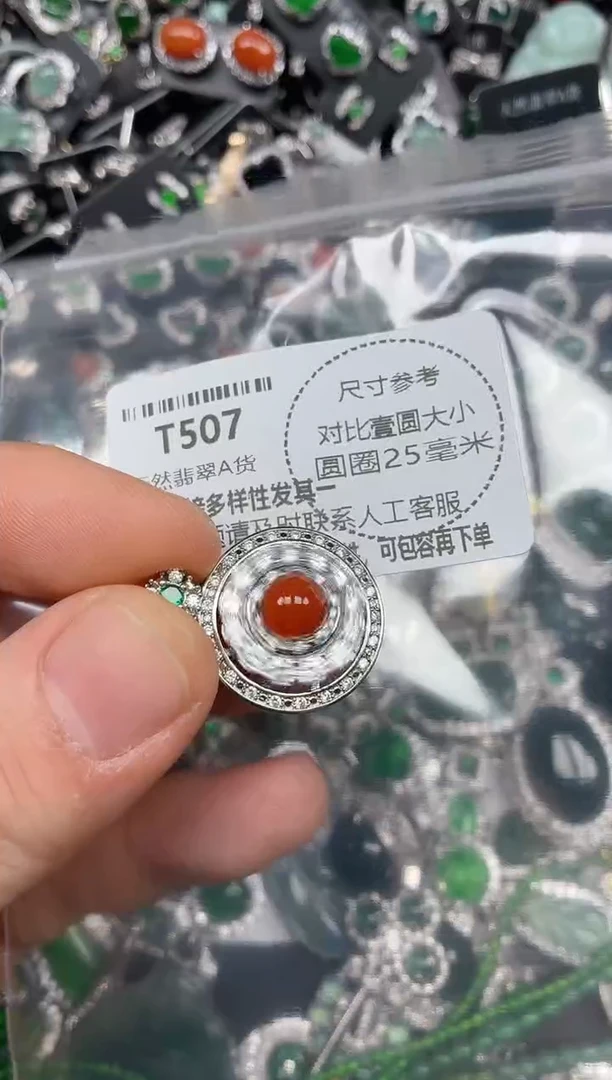 T507
然翡翠A货
多样性发其一
请及时联系人工客服
可包容再下单
尺寸参考
对比壹圆大小
圆圈25毫米